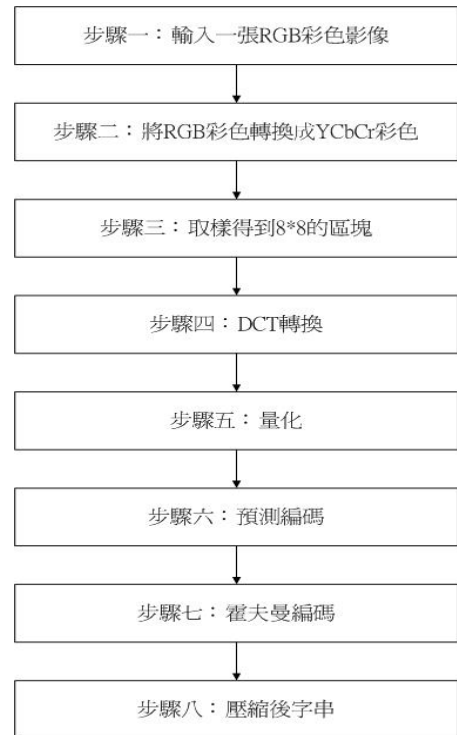 步驟一：輸入一張RGB彩色影像
步驟二：將RGB彩色轉換成YCbCr彩色
步驟三：取樣得到8*8的區塊
步驟四：DCT轉換
步驟五：量化
步驟六：預測編碼
步驟七：霍夫曼編碼
步驟八：壓縮後字串